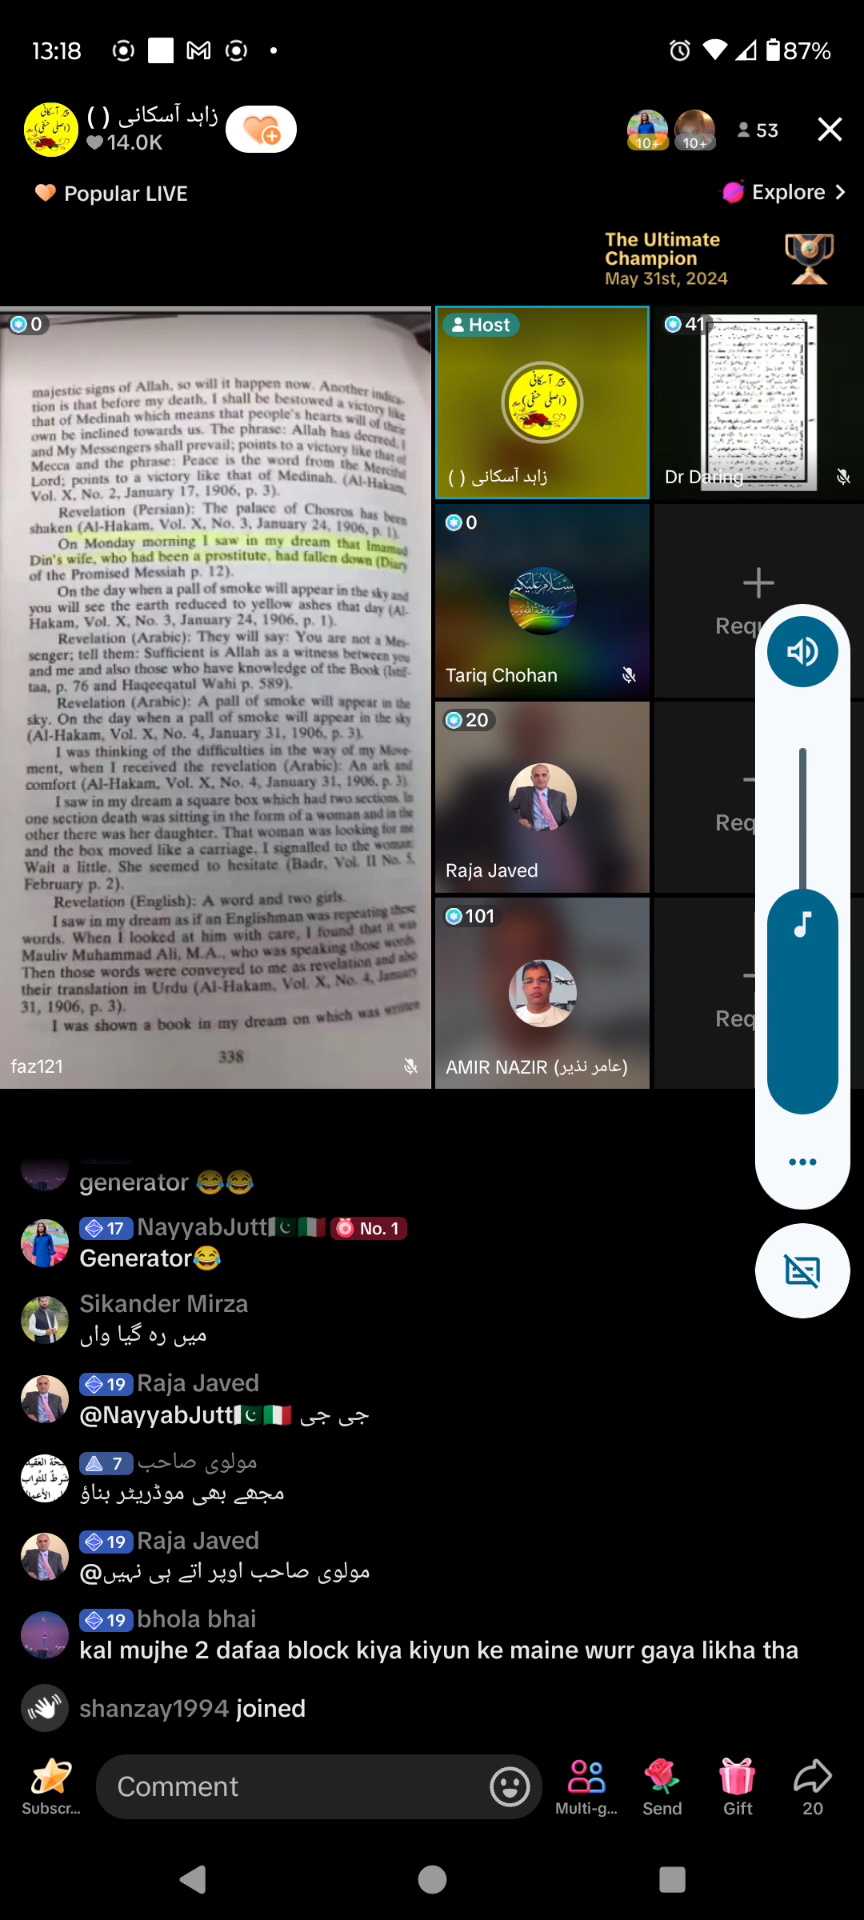 13:18
87%
زاہد آسکانی ( )
14.0K
10+
10+
53
Popular LIVE
Explore
The Ultimate
Champion
May 31st, 2024
0
majestic signs of Allah, so will it happen now. Another indica-
tion is that before my death, I shall be bestowed a victory like
that of Medinah which means that people's hearts will of their
own be inclined towards us. The phrase: Allah has decreed, I
and My Messengers shall prevail; points to a victory like that of
Mecca and the phrase: Peace is the word from the Merciful
Lord; points to a victory like that of Medinah. (Al-Hakam,
Vol. X, No. 2, January 17, 1906, p. 3).
Revelation (Persian): The palace of Chosros has been
shaken (Al-Hakam, Vol. X, No. 3, January 24, 1906, p. 1).
On Monday morning I saw in my dream that Imamud
Din's wife, who had been a prostitute, had fallen down (Diary
of the Promised Messiah p. 12).
On the day when a pall of smoke will appear in the sky and
you will see the earth reduced to yellow ashes that day (Al-
Hakam, Vol. X, No. 3, January 24, 1906, p. 1).
Revelation (Arabic): They will say: You are not a Mes-
senger; tell them: Sufficient is Allah as a witness between you
and me and also those who have knowledge of the Book (Istif-
taa, p. 76 and Haqeeqatul Wahi p. 589).
Revelation (Arabic): A pall of smoke will appear in the
sky. On the day when a pall of smoke will appear in the sky
(Al-Hakam, Vol. X, No. 4, January 31, 1906, p. 3).
I was thinking of the difficulties in the way of my Move-
ment, when I received the revelation (Arabic): An ark and
comfort (Al-Hakam, Vol. X, No. 4, January 31, 1906, p. 3).
I saw in my dream a square box which had two sections. In
one section death was sitting in the form of a woman and in the
other there was her daughter. That woman was looking for me
and the box moved like a carriage. I signalled to the woman:
Wait a little. She seemed to hesitate (Badr, Vol. II No. 5,
February p. 2).
Revelation (English): A word and two girls.
I saw in my dream as if an Englishman was repeating these
words. When I looked at him with care, I found that it was
Mauliv Muhammad Ali, M.A., who was speaking those words.
Then those words were conveyed to me as revelation and also
their translation in Urdu (Al-Hakam, Vol. X, No. 4, January
31, 1906, p. 3).
I was shown a book in my dream on which was written
338
faz121
Host
پیر آسکانی
(اصلی حنفی)
زاہد آسکانی ( )
41
Dr Daring
0
Tariq Chohan
Requ
20
Raja Javed
Req
101
AMIR NAZIR (عامر نذیر)
Req
generator 😂😂
17 NayyabJutt🇵🇰🇮🇹 No. 1
Generator😂
Sikander Mirza
میں رہ گیا واں
19 Raja Javed
@NayyabJutt🇵🇰🇮🇹 جی جی
7 مولوی صاحب
مجھے بھی موڈریٹر بناؤ
19 Raja Javed
@مولوی صاحب اوپر اتے ہی نہیں
19 bhola bhai
kal mujhe 2 dafaa block kiya kiyun ke maine wurr gaya likha tha
shanzay1994 joined
Subscr...
Comment
Multi-g...
Send
Gift
20